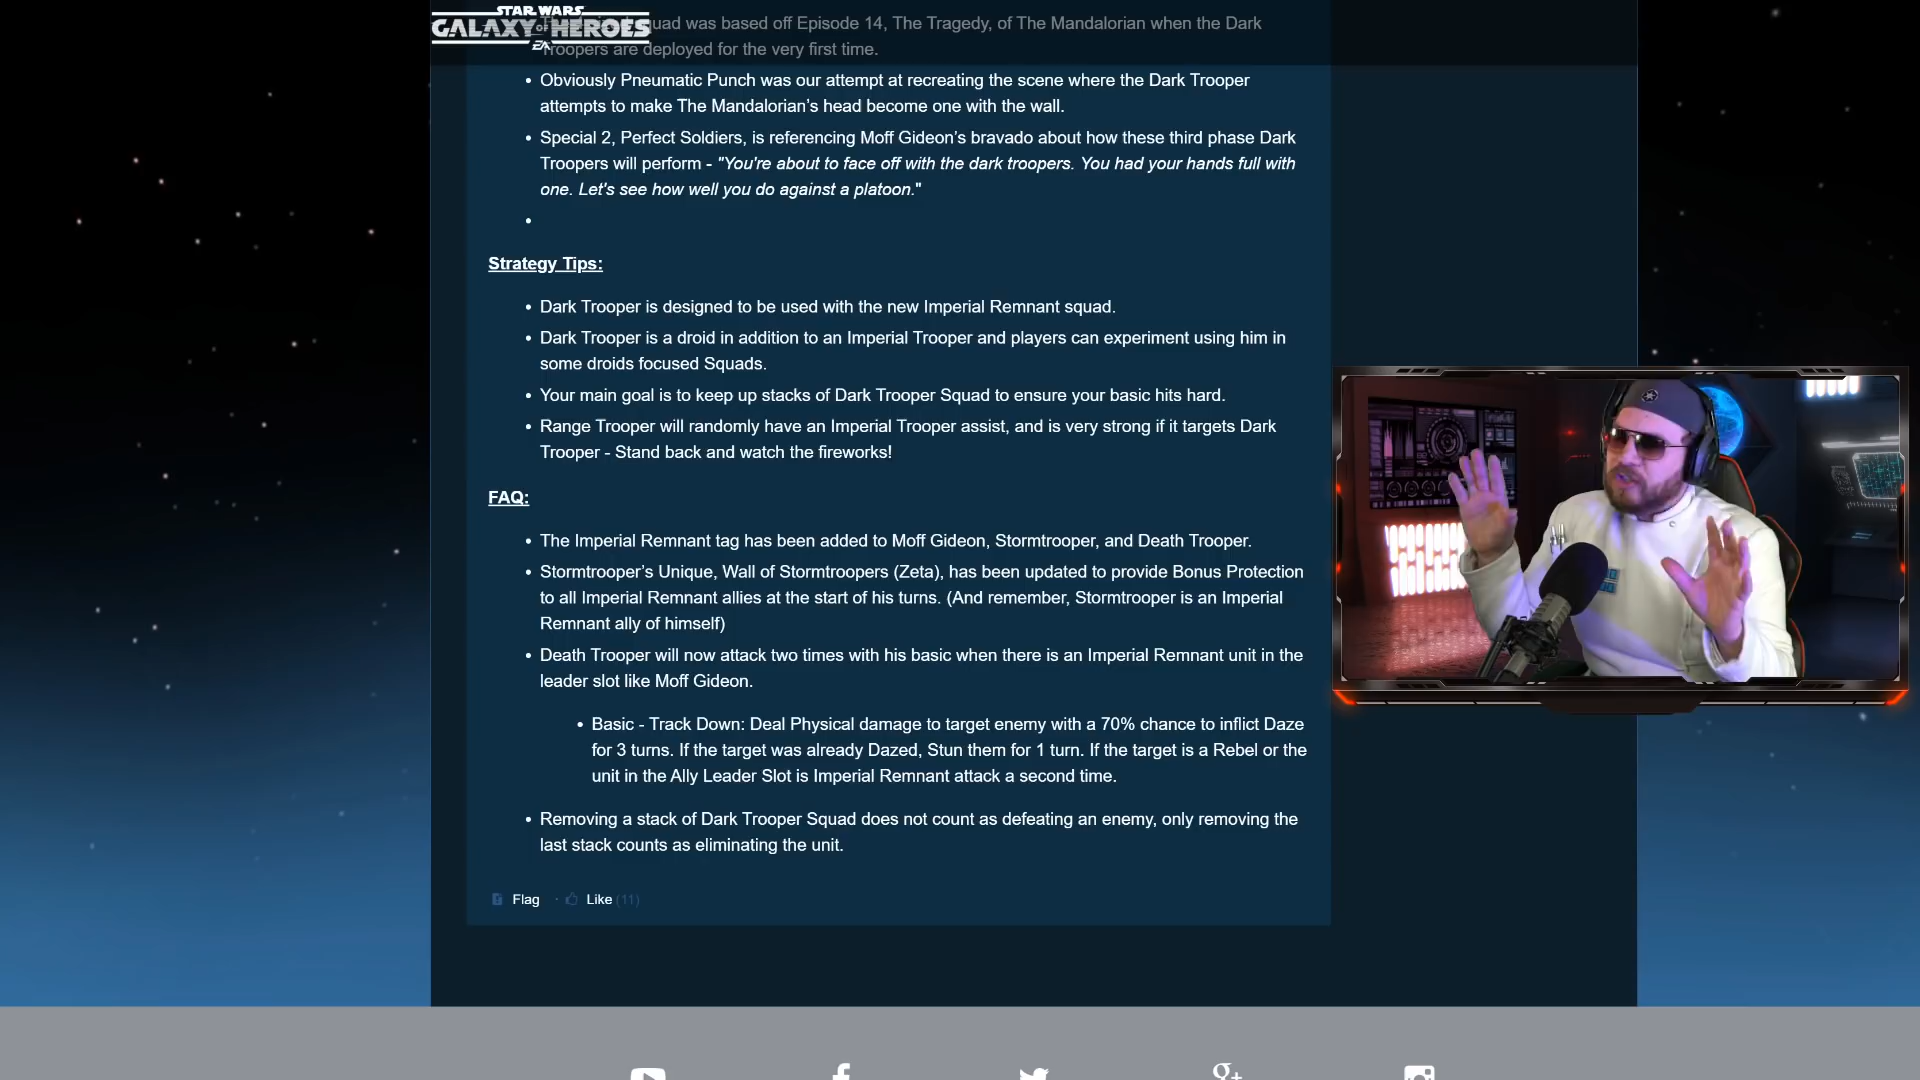 STAR WARS
GALAXY OF HEROES
EA
squad was based off Episode 14, The Tragedy, of The Mandalorian when the Dark
Troopers are deployed for the very first time.
• Obviously Pneumatic Punch was our attempt at recreating the scene where the Dark Trooper
attempts to make The Mandalorian’s head become one with the wall.
• Special 2, Perfect Soldiers, is referencing Moff Gideon’s bravado about how these third phase Dark
Troopers will perform - "You're about to face off with the dark troopers. You had your hands full with
one. Let's see how well you do against a platoon."
•
Strategy Tips:
• Dark Trooper is designed to be used with the new Imperial Remnant squad.
• Dark Trooper is a droid in addition to an Imperial Trooper and players can experiment using him in
some droids focused Squads.
• Your main goal is to keep up stacks of Dark Trooper Squad to ensure your basic hits hard.
• Range Trooper will randomly have an Imperial Trooper assist, and is very strong if it targets Dark
Trooper - Stand back and watch the fireworks!
FAQ:
• The Imperial Remnant tag has been added to Moff Gideon, Stormtrooper, and Death Trooper.
• Stormtrooper’s Unique, Wall of Stormtroopers (Zeta), has been updated to provide Bonus Protection
to all Imperial Remnant allies at the start of his turns. (And remember, Stormtrooper is an Imperial
Remnant ally of himself)
• Death Trooper will now attack two times with his basic when there is an Imperial Remnant unit in the
leader slot like Moff Gideon.
• Basic - Track Down: Deal Physical damage to target enemy with a 70% chance to inflict Daze
for 3 turns. If the target was already Dazed, Stun them for 1 turn. If the target is a Rebel or the
unit in the Ally Leader Slot is Imperial Remnant attack a second time.
• Removing a stack of Dark Trooper Squad does not count as defeating an enemy, only removing the
last stack counts as eliminating the unit.
Flag · Like (11)